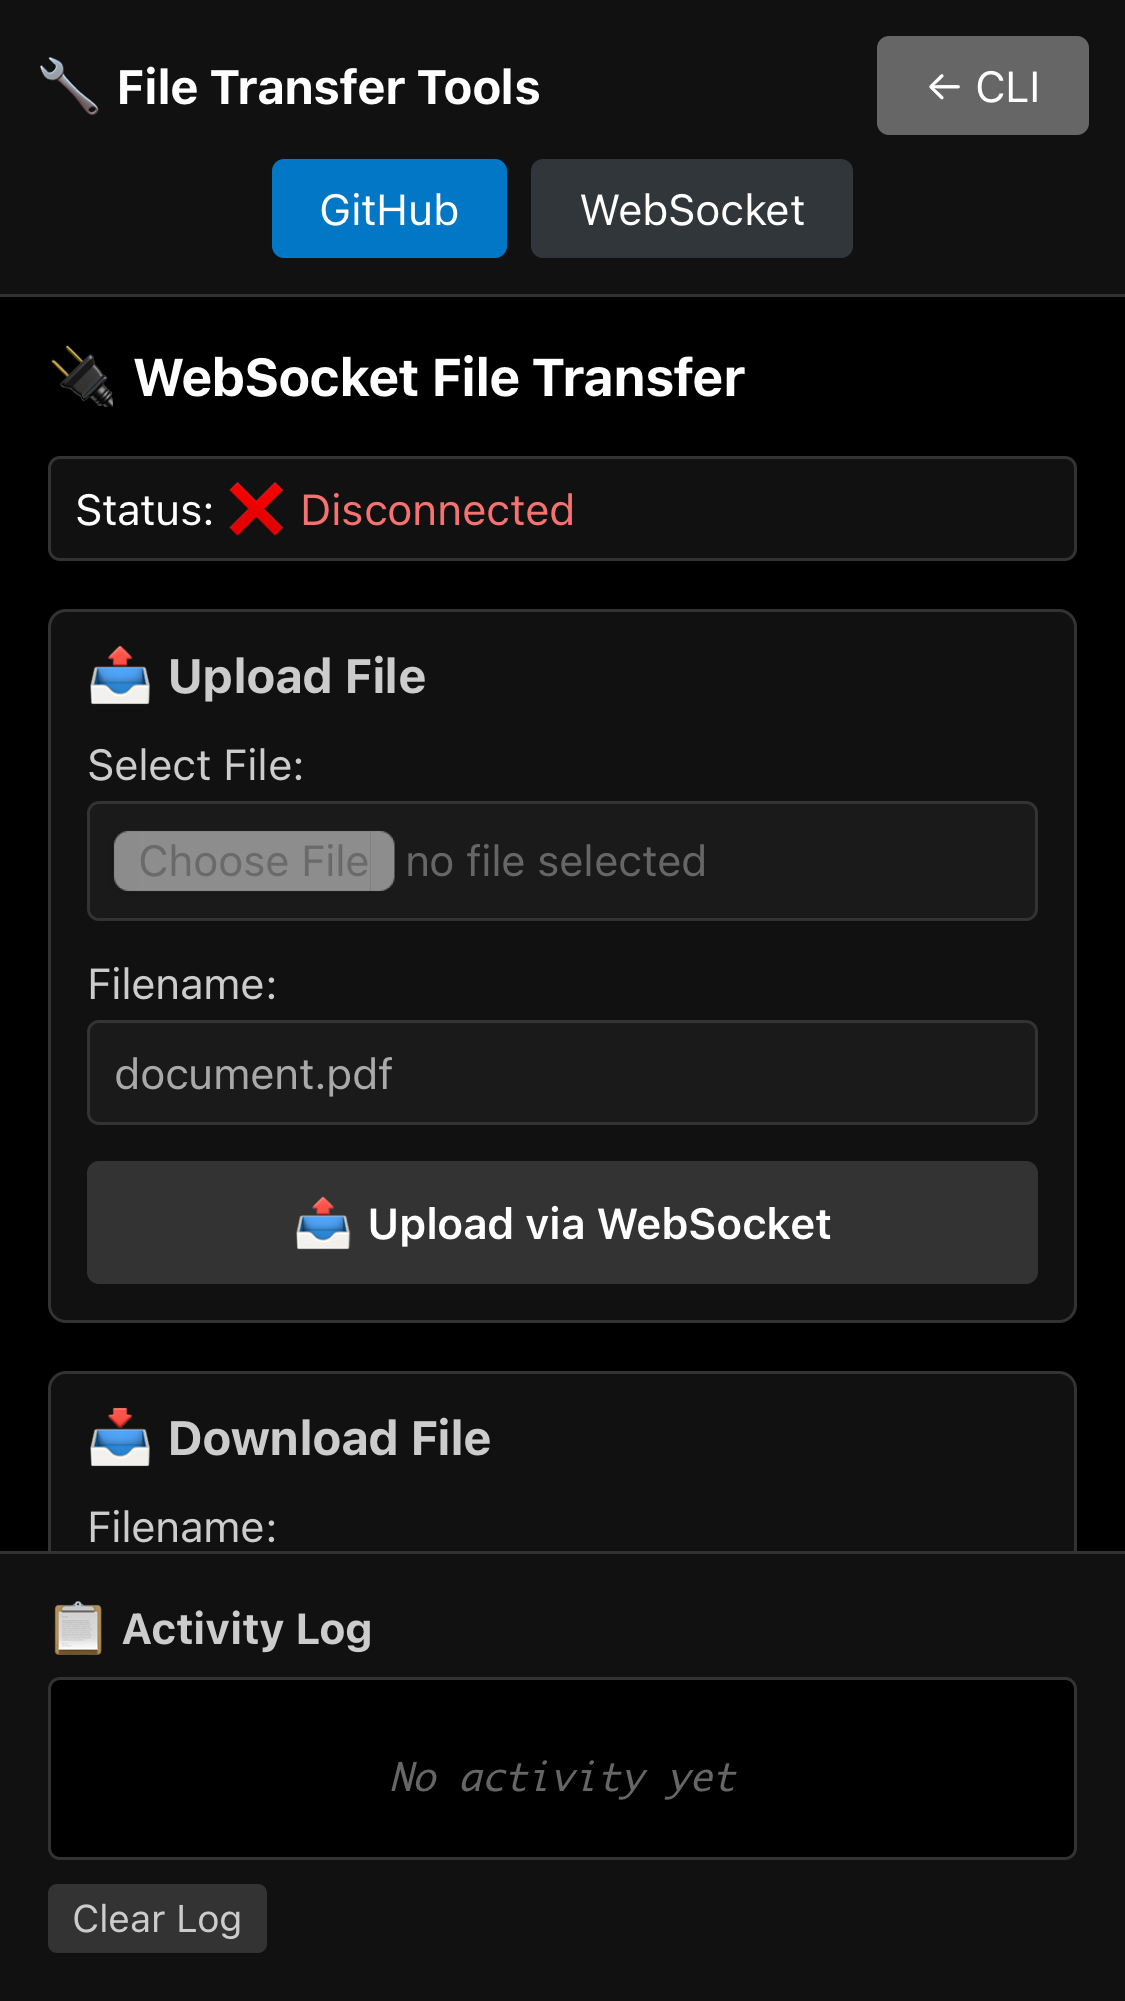 File Transfer Tools
← CLI
GitHub
WebSocket
WebSocket File Transfer
Status: ❌ Disconnected
Upload File
Select File:
Choose File no file selected
Filename:
document.pdf
Upload via WebSocket
Download File
Filename:
Activity Log
No activity yet
Clear Log